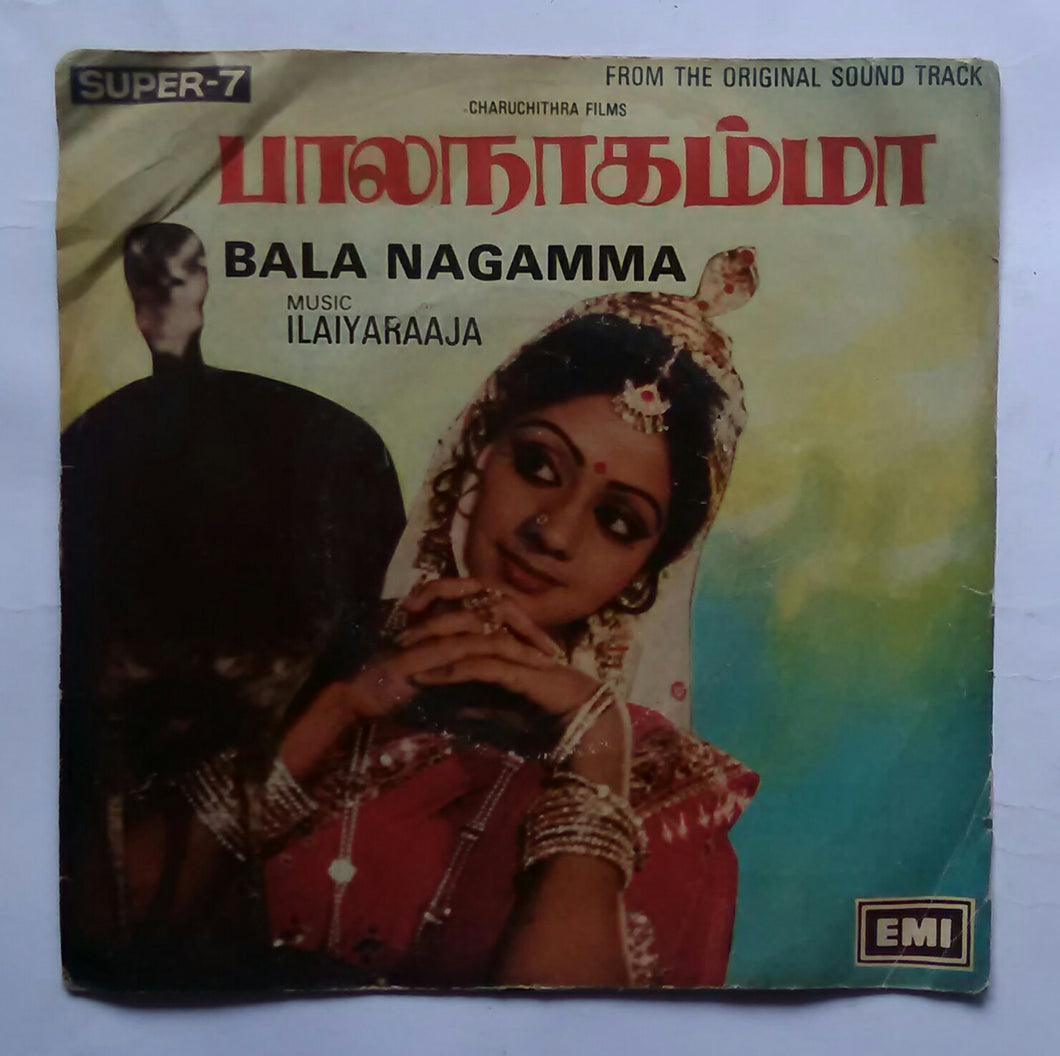 SUPER-7
FROM THE ORIGINAL SOUND TRACK
CHARUCHITHRA FILMS
பாலநாகம்மா
BALA NAGAMMA
MUSIC
ILAIYARAAJA
EMI